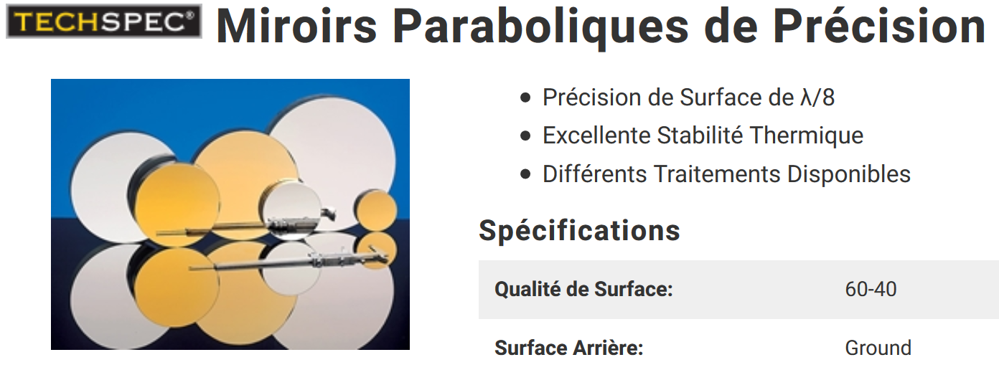 TECHSPEC® Miroirs Paraboliques de Précision
• Précision de Surface de λ/8
• Excellente Stabilité Thermique
• Différents Traitements Disponibles
Spécifications
Qualité de Surface: 60-40
Surface Arrière: Ground